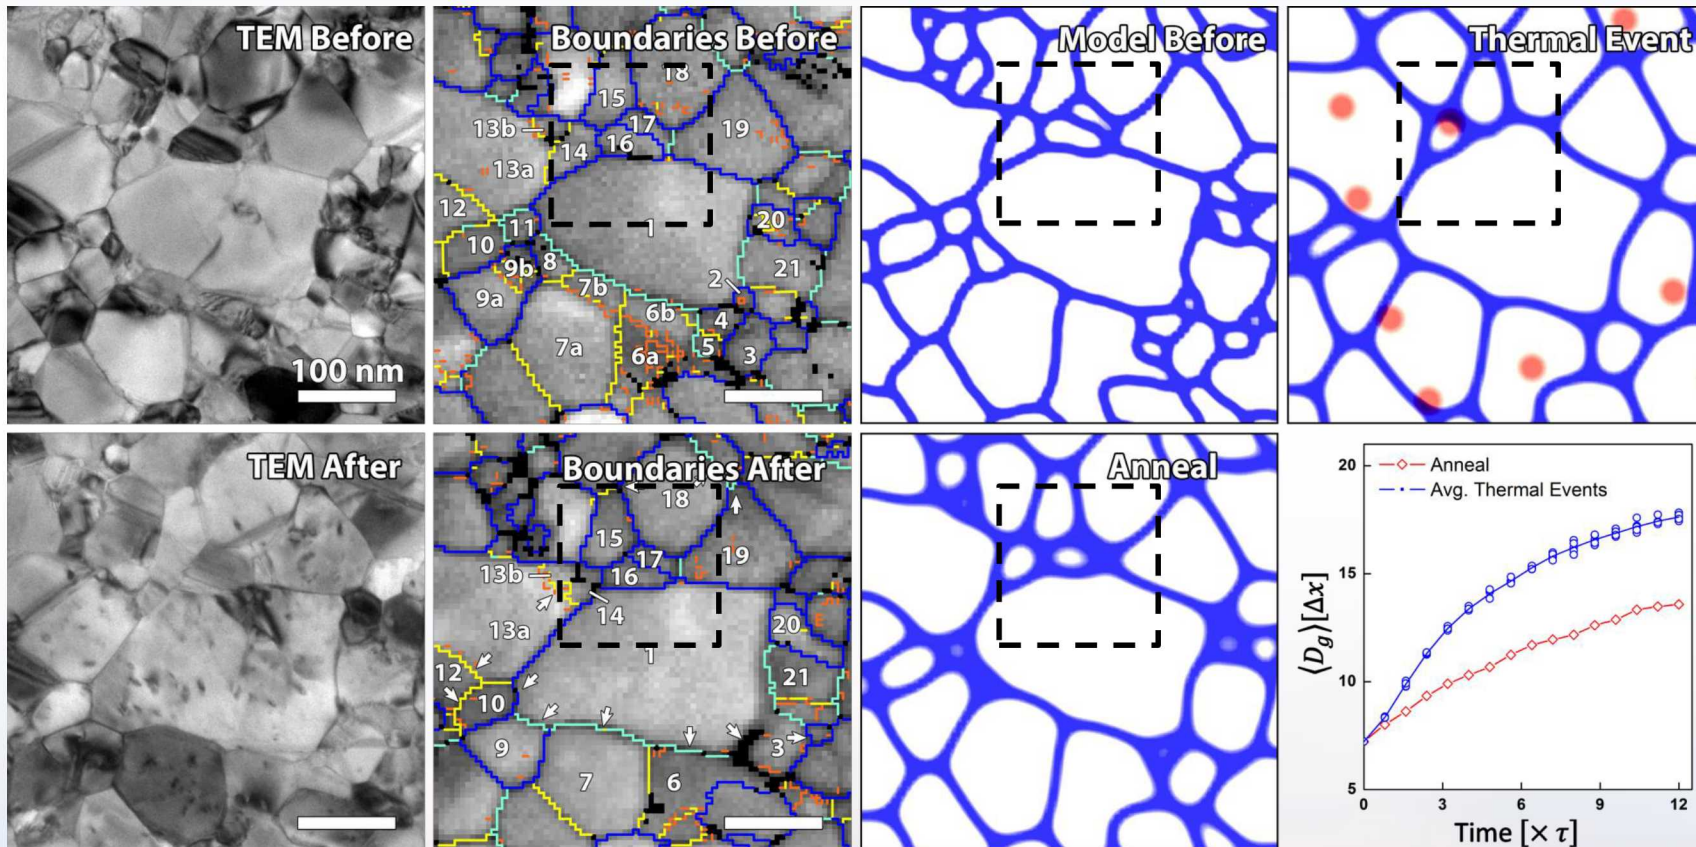 TEM Before
100 nm
Boundaries Before
18
15
13b
17
16
19
14
13a
12
11
20
10
1
8
9b
21
2
7b
9a
6b
4
7a
6a
5
3
Model Before
Thermal Event
TEM After
Boundaries After
18
15
17
19
13b
16
14
13a
20
1
12
21
10
9
3
7
6
Anneal
20
15
10
5
⟨D_g⟩[Δx]
Anneal
Avg. Thermal Events
0
3
6
9
12
Time [× τ]